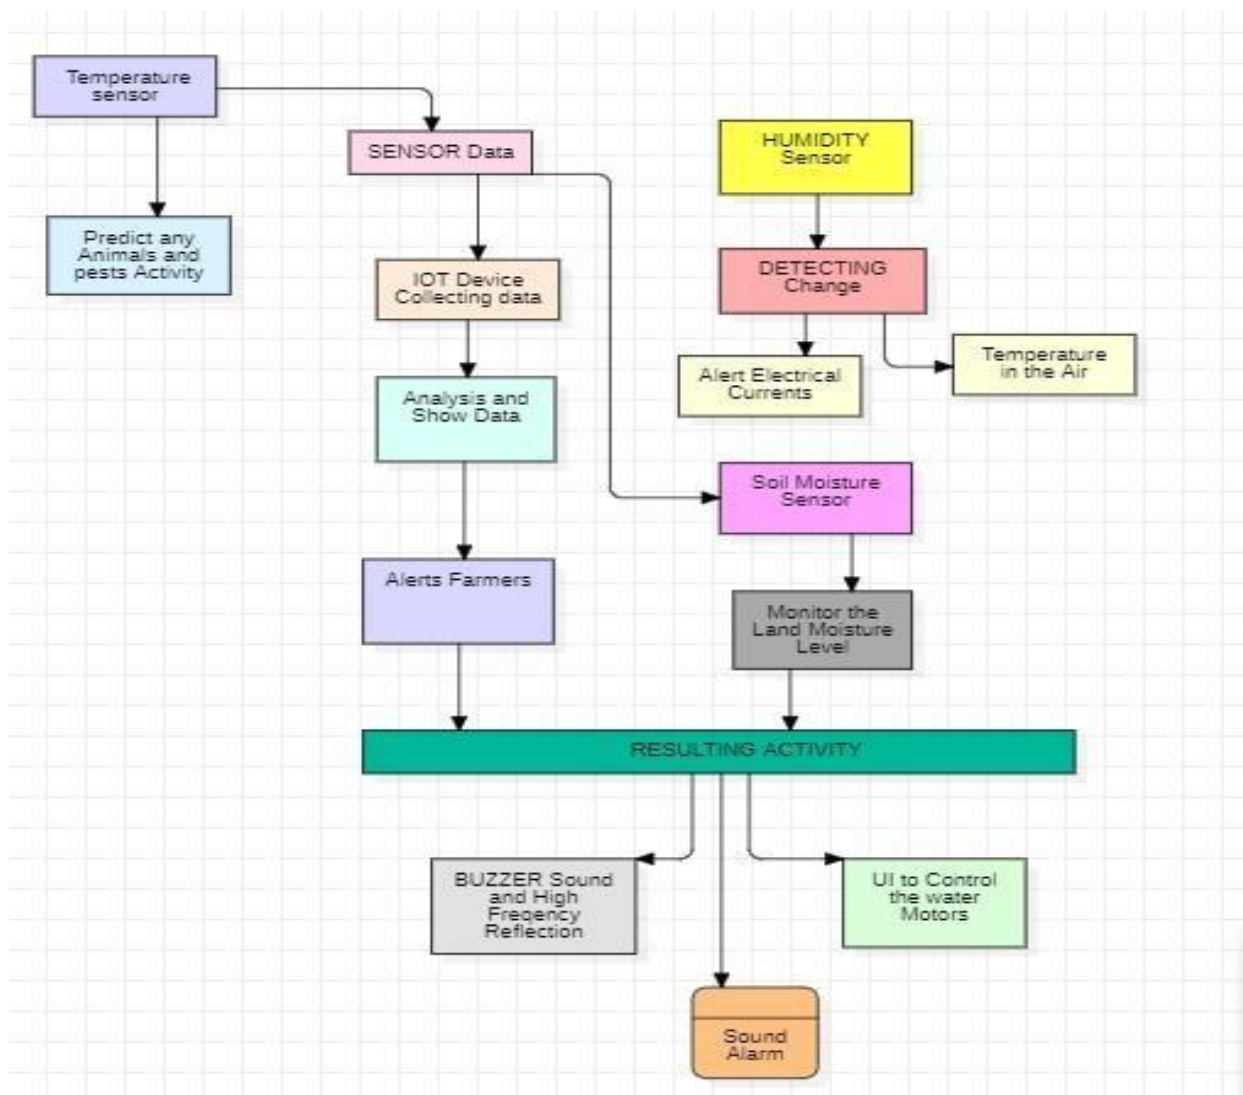 Temperature
sensor
SENSOR Data
HUMIDITY
Sensor
Predict any
Animals and
pests Activity
IOT Device
Collecting data
DETECTING
Change
Alert Electrical
Currents
Temperature
in the Air
Analysis and
Show Data
Soil Moisture
Sensor
Alerts Farmers
Monitor the
Land Moisture
Level
RESULTING ACTIVITY
BUZZER Sound
and High
Freqency
Reflection
UI to Control
the water
Motors
Sound
Alarm